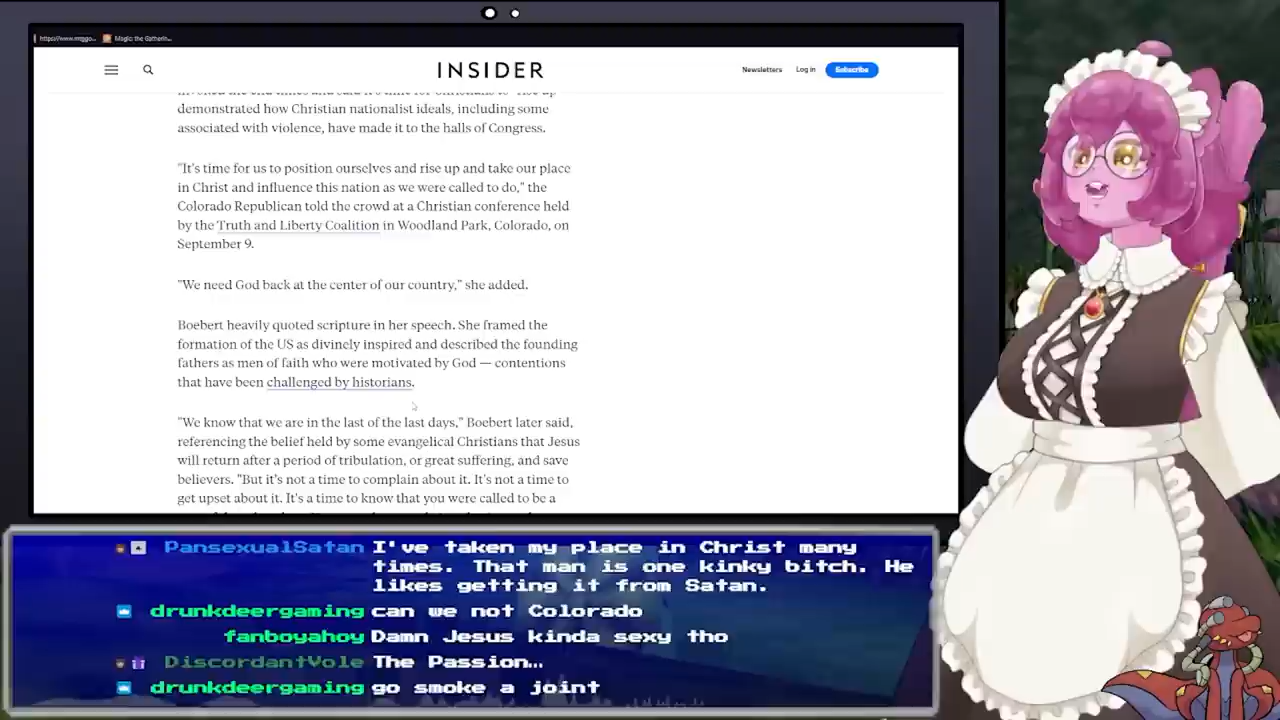 https://www.mtggo... Magic: the Gatherin...
INSIDER
Newsletters Log in Subscribe
demonstrated how Christian nationalist ideals, including some
associated with violence, have made it to the halls of Congress.
"It's time for us to position ourselves and rise up and take our place
in Christ and influence this nation as we were called to do," the
Colorado Republican told the crowd at a Christian conference held
by the Truth and Liberty Coalition in Woodland Park, Colorado, on
September 9.
"We need God back at the center of our country," she added.
Boebert heavily quoted scripture in her speech. She framed the
formation of the US as divinely inspired and described the founding
fathers as men of faith who were motivated by God — contentions
that have been challenged by historians.
"We know that we are in the last of the last days," Boebert later said,
referencing the belief held by some evangelical Christians that Jesus
will return after a period of tribulation, or great suffering, and save
believers. "But it's not a time to complain about it. It's not a time to
get upset about it. It's a time to know that you were called to be a
PansexualSatan I've taken my place in Christ many
times. That man is one kinky bitch. He
likes getting it from Satan.
drunkdeergaming can we not Colorado
fanboyahoy Damn Jesus kinda sexy tho
DiscordantVole The Passion...
drunkdeergaming go smoke a joint